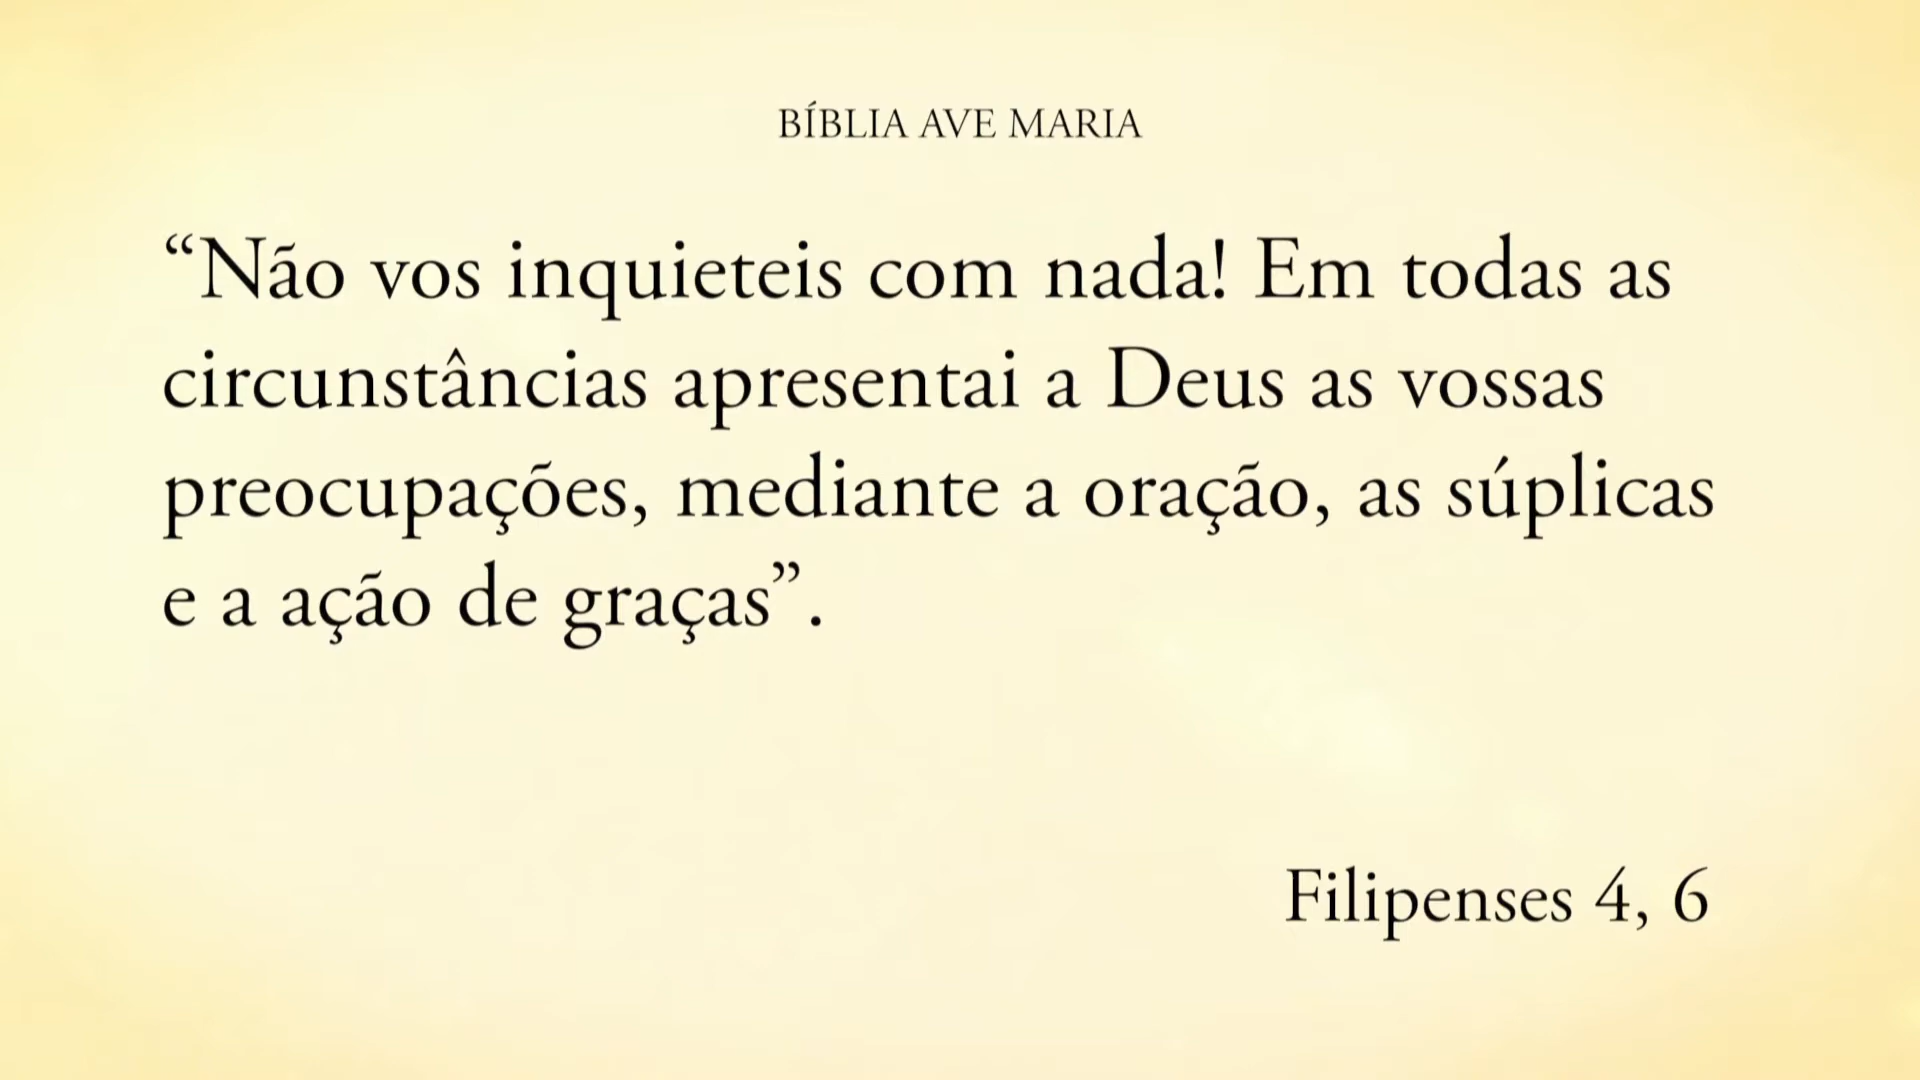 BÍBLIA AVE MARIA
“Não vos inquieteis com nada! Em todas as
circunstâncias apresentai a Deus as vossas
preocupações, mediante a oração, as súplicas
e a ação de graças”.
Filipenses 4, 6